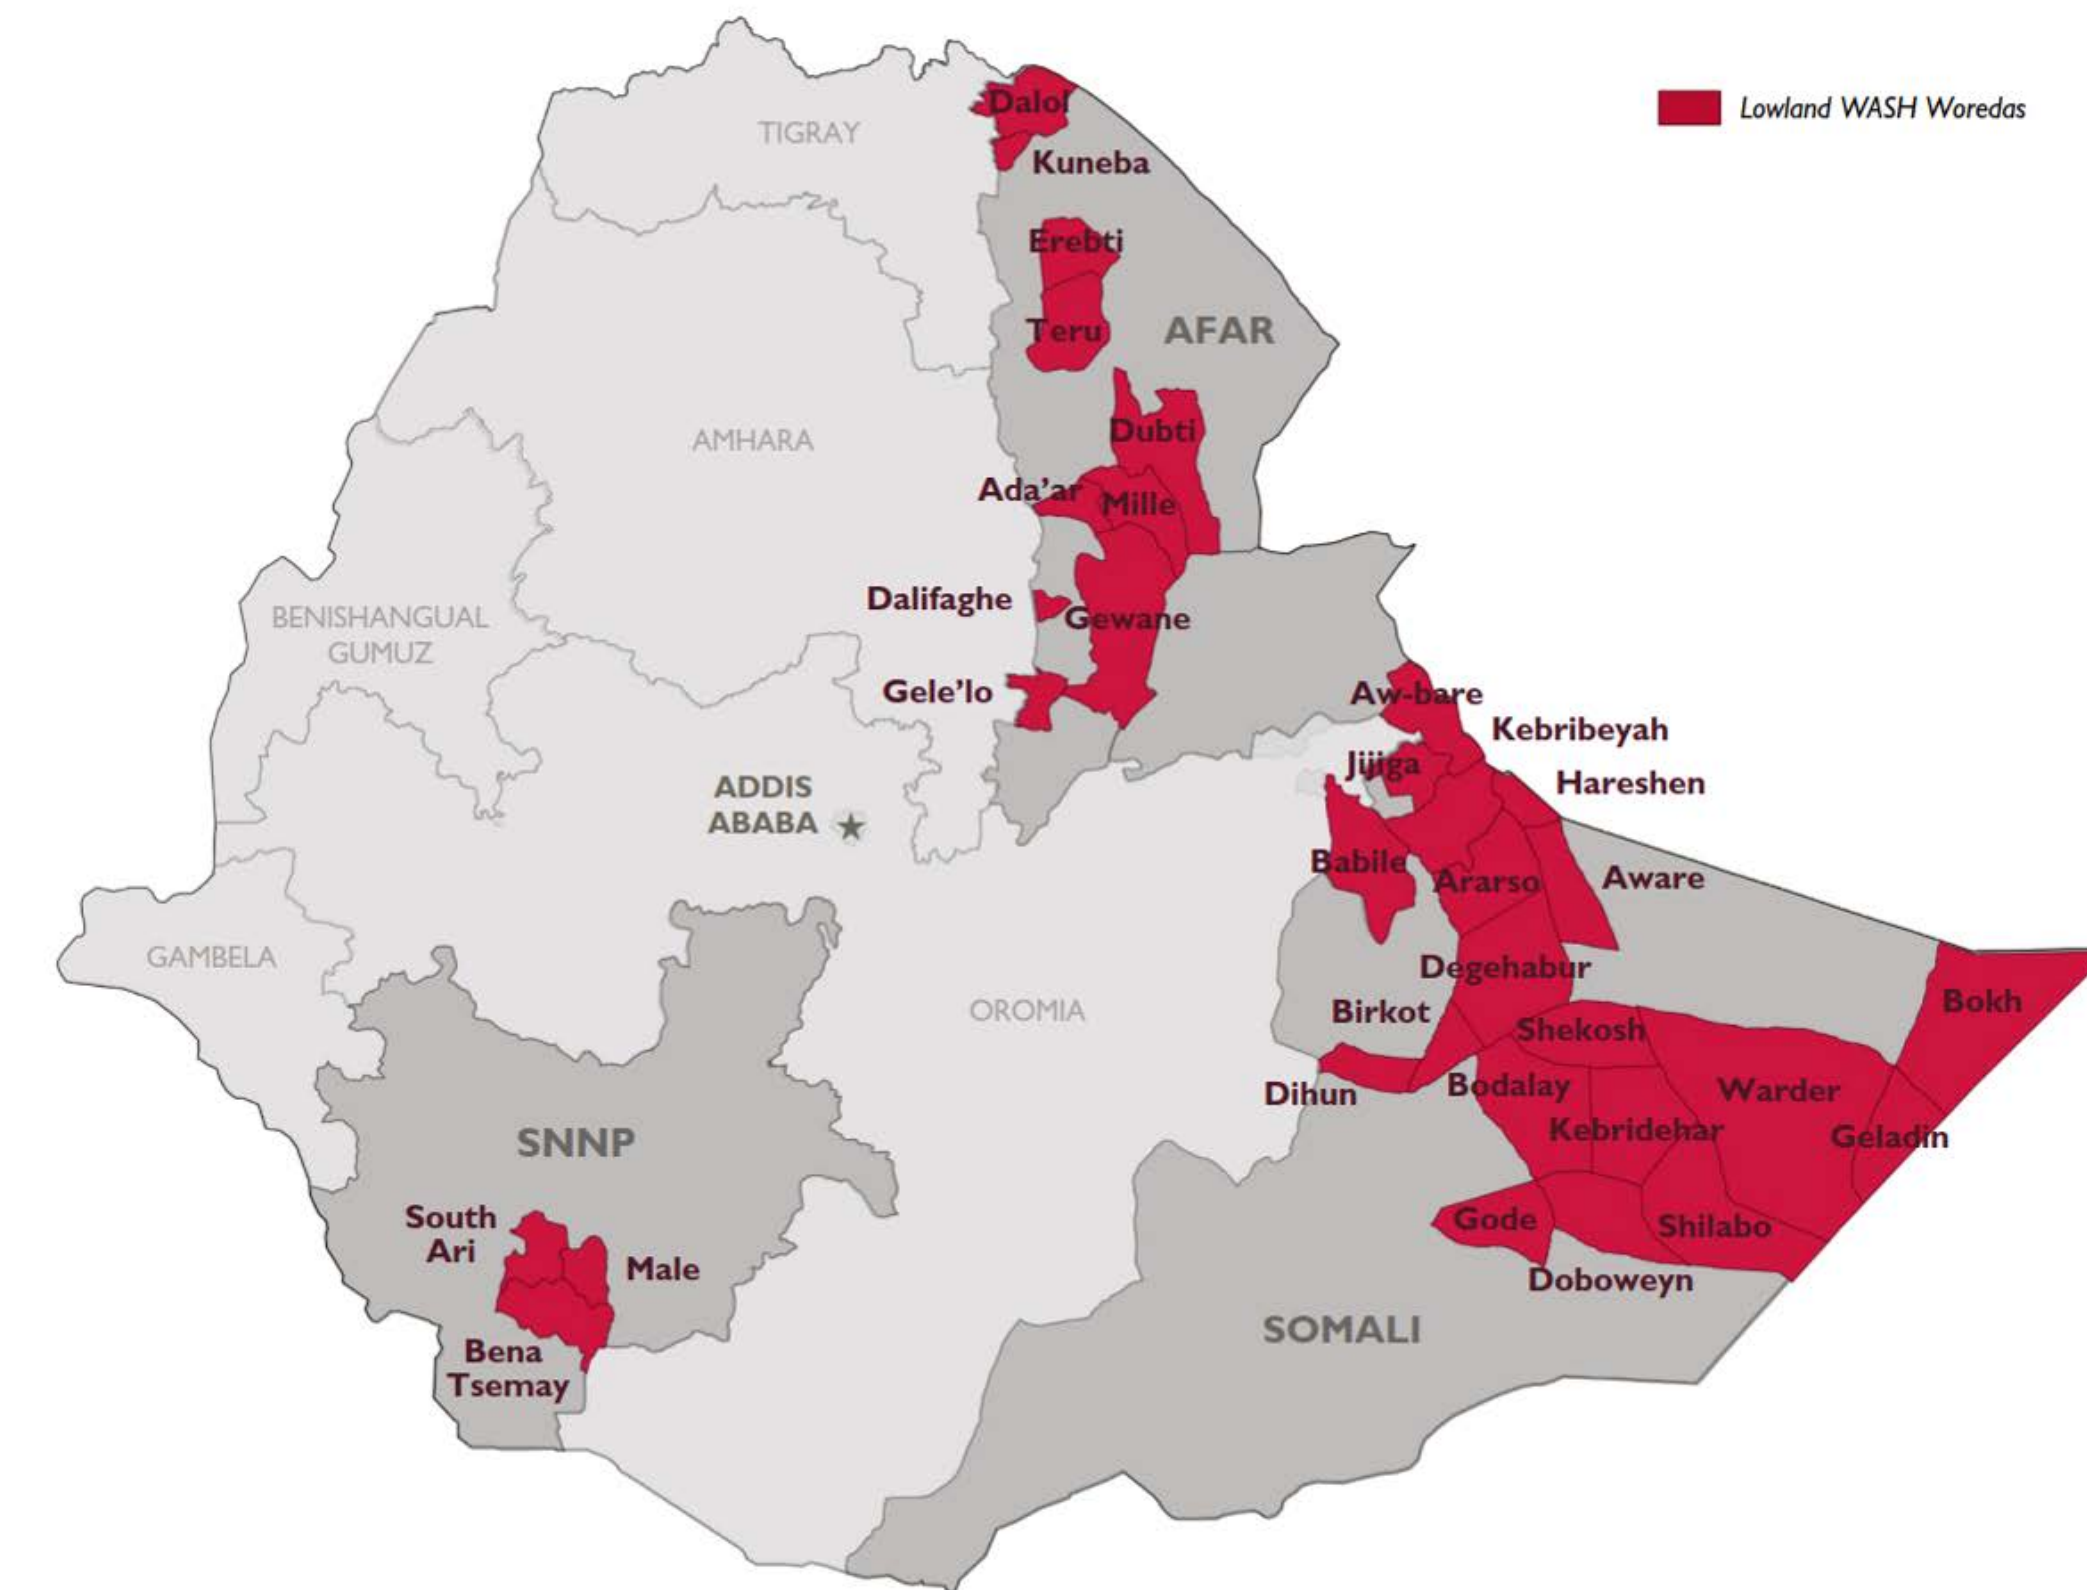 Lowland WASH Woredas
Dalol
TIGRAY
Kuneba
Erebti
Teru
AFAR
Dubti
AMHARA
Ada'ar
Mille
Dalifaghe
Gewane
BENISHANGUAL
GUMUZ
Gele'lo
Aw-bare
Kebribeyah
Jijiga
Hareshen
ADDIS
ABABA
Babile
Ararso
Aware
GAMBELA
Degehabur
OROMIA
Birkot
Bokh
Shekosh
Dihun
Bodalay
Warder
Kebridehar
Geladin
SNNP
South
Ari
Male
Gode
Shilabo
Doboweyn
SOMALI
Bena
Tsemay